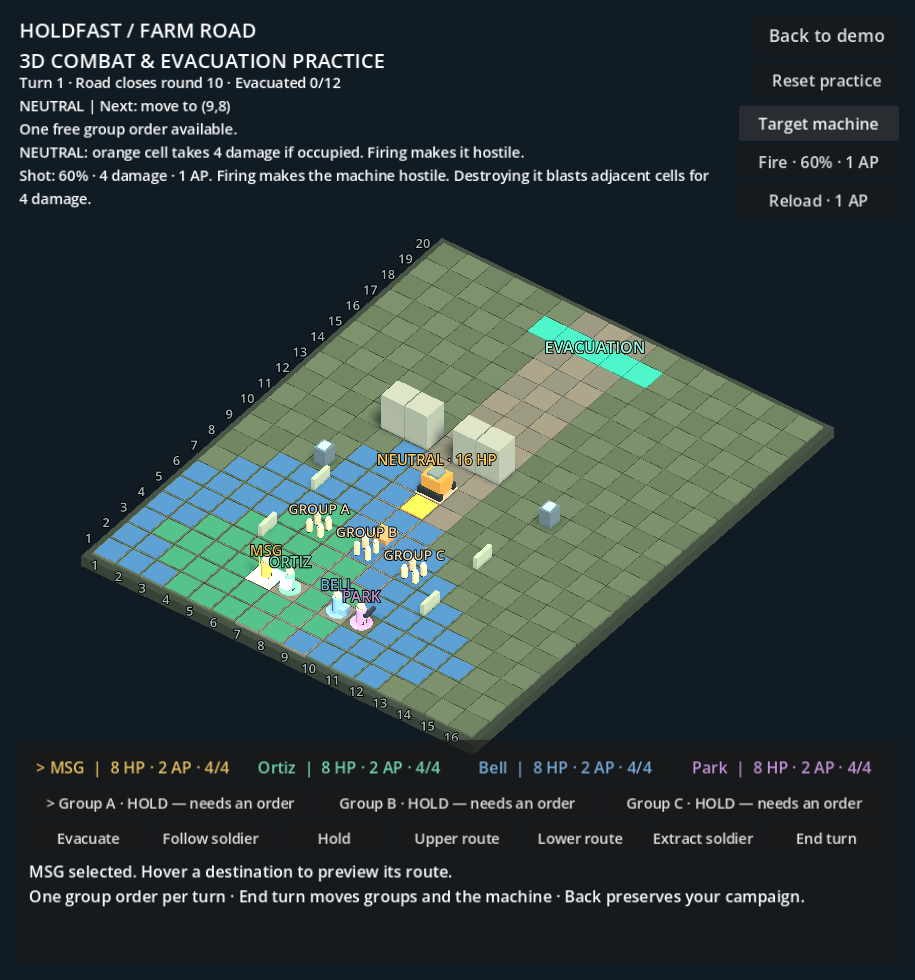 HOLDFAST / FARM ROAD
3D COMBAT & EVACUATION PRACTICE
Turn 1 · Road closes round 10 · Evacuated 0/12
NEUTRAL | Next: move to (9,8)
One free group order available.
NEUTRAL: orange cell takes 4 damage if occupied. Firing makes it hostile.
Shot: 60% · 4 damage · 1 AP. Firing makes the machine hostile. Destroying it blasts adjacent cells for
4 damage.
Back to demo
Reset practice
Target machine
Fire · 60% · 1 AP
Reload · 1 AP
20
19
18
17
16
15
14
13
12
11
10
9
8
7
6
5
4
3
2
1
EVACUATION
NEUTRAL · 16 HP
GROUP A
GROUP B
GROUP C
MSG
ORTIZ
BELL
PARK
1
2
3
4
5
6
7
8
9
10
11
12
13
14
15
16
> MSG | 8 HP · 2 AP · 4/4
Ortiz | 8 HP · 2 AP · 4/4
Bell | 8 HP · 2 AP · 4/4
Park | 8 HP · 2 AP · 4/4
> Group A · HOLD — needs an order
Group B · HOLD — needs an order
Group C · HOLD — needs an order
Evacuate
Follow soldier
Hold
Upper route
Lower route
Extract soldier
End turn
MSG selected. Hover a destination to preview its route.
One group order per turn · End turn moves groups and the machine · Back preserves your campaign.